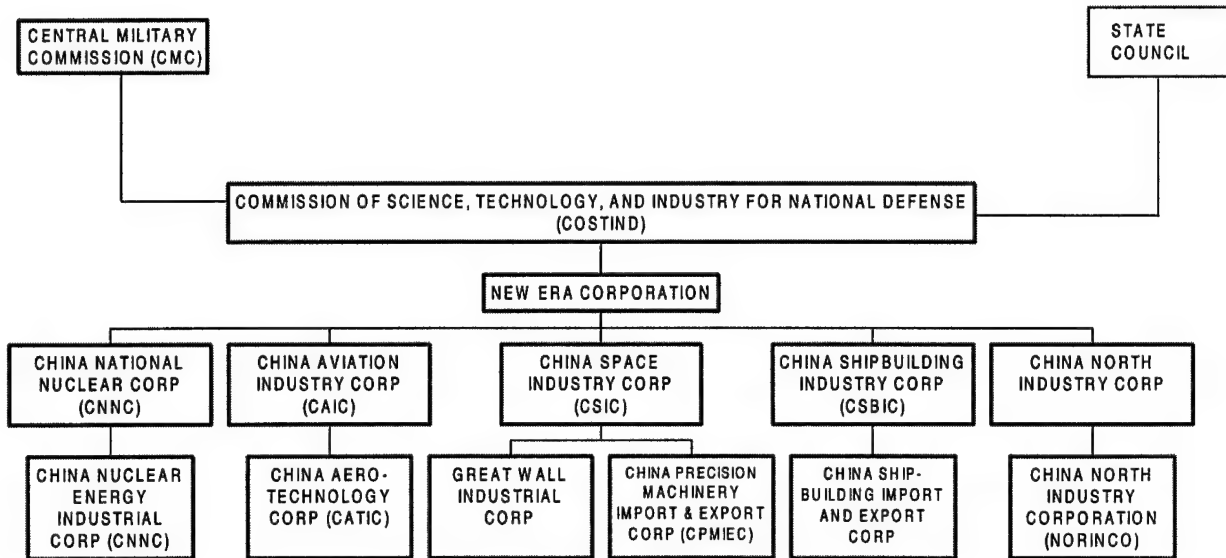 CENTRAL MILITARY
COMMISSION (CMC)
STATE
COUNCIL
COMMISSION OF SCIENCE, TECHNOLOGY, AND INDUSTRY FOR NATIONAL DEFENSE
(COSTIND)
NEW ERA CORPORATION
CHINA NATIONAL
NUCLEAR CORP
(CNNC)
CHINA AVIATION
INDUSTRY CORP
(CAIC)
CHINA SPACE
INDUSTRY CORP
(CSIC)
CHINA SHIPBUILDING
INDUSTRY CORP
(CSBIC)
CHINA NORTH
INDUSTRY CORP
CHINA NUCLEAR
ENERGY
INDUSTRIAL
CORP (CNNC)
CHINA AERO-
TECHNOLOGY
CORP (CATIC)
GREAT WALL
INDUSTRIAL
CORP
CHINA PRECISION
MACHINERY
IMPORT & EXPORT
CORP (CPMIEC)
CHINA SHIP-
BUILDING IMPORT
AND EXPORT
CORP
CHINA NORTH
INDUSTRY
CORPORATION
(NORINCO)